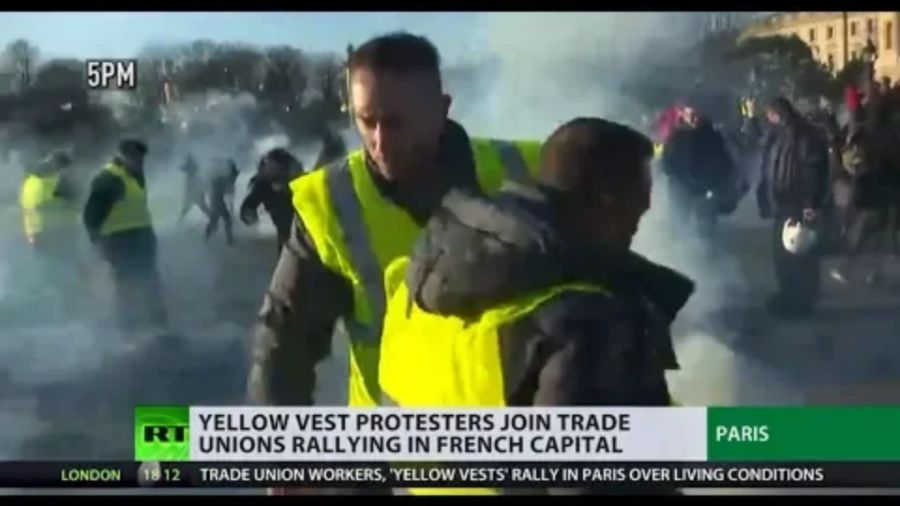 5PM
RT
YELLOW VEST PROTESTERS JOIN TRADE
UNIONS RALLYING IN FRENCH CAPITAL
PARIS
LONDON 18 12 TRADE UNION WORKERS, 'YELLOW VESTS' RALLY IN PARIS OVER LIVING CONDITIONS